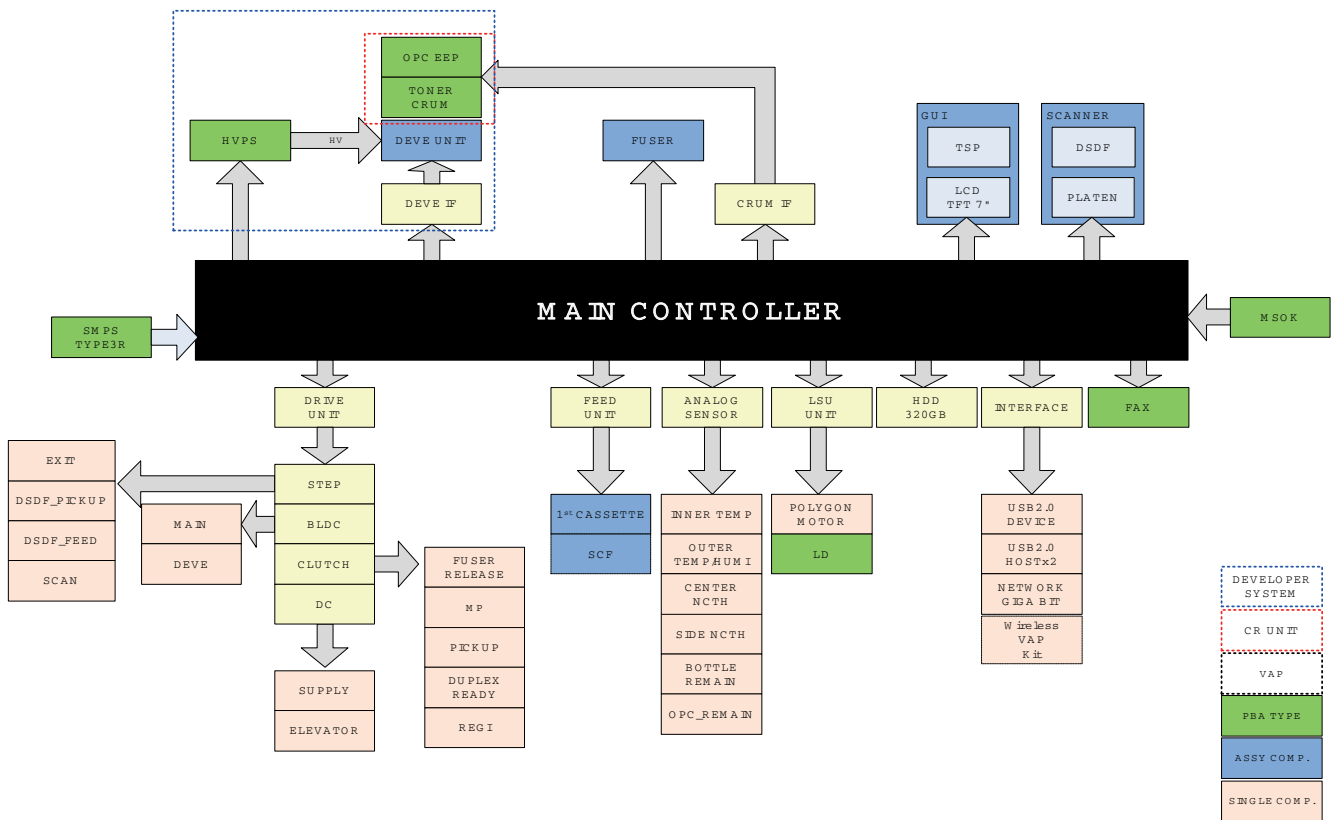 OPC EEP
TONER
CRUM
HVPS
HV
DEVE UNIT
DEVE IF
FUSER
CRUM IF
GUI
TSP
LCD
TFT 7"
SCANNER
DSDF
PLATEN
MAIN CONTROLLER
SMPS
TYPE3R
MSOK
DRIVE
UNIT
FEED
UNIT
ANALOG
SENSOR
LSU
UNIT
HDD
320GB
INTERFACE
FAX
EXIT
DSDF_PICKUP
DSDF_FEED
SCAN
MAIN
DEVE
STEP
BLDC
CLUTCH
DC
FUSER
RELEASE
MP
PICKUP
DUPLEX
READY
REGI
SUPPLY
ELEVATOR
1st CASSETTE
SCF
INNER TEMP
OUTER
TEMP/HUMI
CENTER
NCTH
SIDE NCTH
BOTTLE
REMAIN
OPC_REMAIN
POLYGON
MOTOR
LD
USB2.0
DEVICE
USB2.0
HOSTx2
NETWORK
GIGA BIT
Wireless
VAP
Kit
DEVELOPER
SYSTEM
CR UNIT
VAP
PBA TYPE
ASSY COMP.
SINGLE COMP.